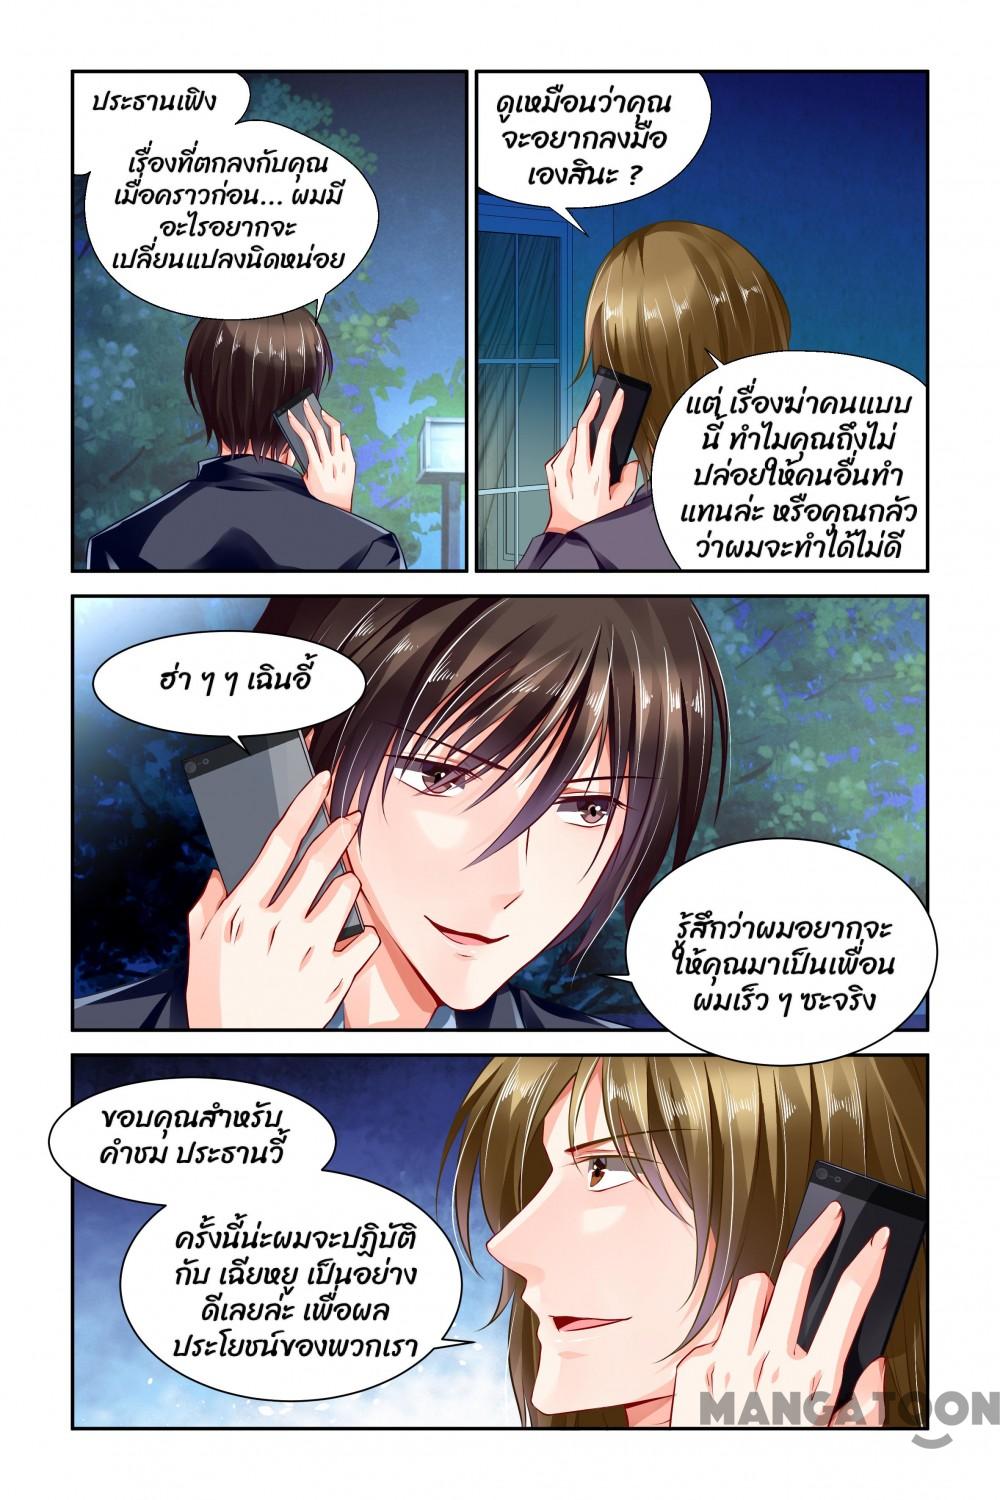 ประธานเฟิง
เรื่องที่ตกลงกับคุณ
เมื่อคราวก่อน... ผมมี
อะไรอยากจะ
เปลี่ยนแปลงนิดหน่อย
ดูเหมือนว่าคุณ
จะอยากลงมือ
เองสินะ ?
แต่ เรื่องฆ่าคนแบบ
นี้ ทำไมคุณถึงไม่
ปล่อยให้คนอื่นทำ
แทนล่ะ หรือคุณกลัว
ว่าผมจะทำได้ไม่ดี
ฮ่า ๆ ๆ เฉินอี้
รู้สึกว่าผมอยากจะ
ให้คุณมาเป็นเพื่อน
ผมเร็ว ๆ ซะจริง
ขอบคุณสำหรับ
คำชม ประธานวี้
ครั้งนี้น่ะผมจะปฏิบัติ
กับ เฉียหยู เป็นอย่าง
ดีเลยล่ะ เพื่อผล
ประโยชน์ของพวกเรา
MANGATOON